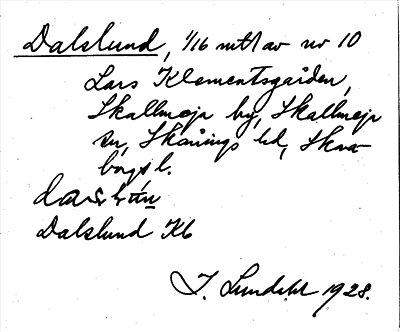 Dalslund, 1/16 mtl av nr 10
Lars Klementsgården,
Skallmeja by, Skallmeja
sn, Skånings hd, Skara-
borgs l.
Dalslund Kb
J. Lundahl 1928.